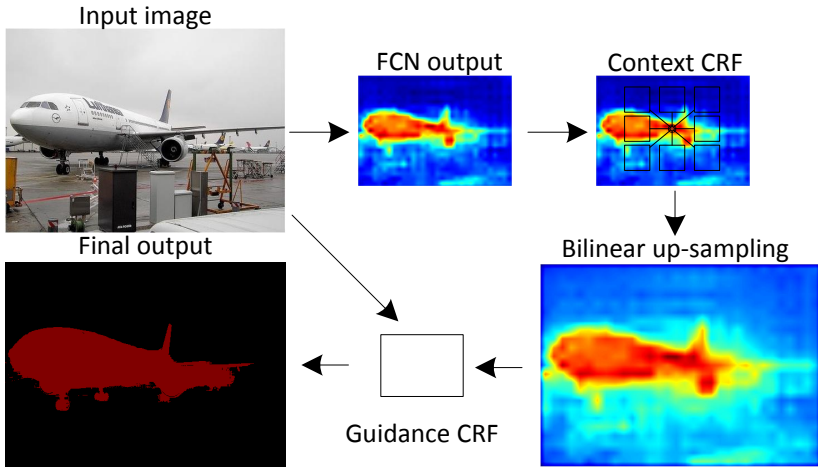 Input image
FCN output
Context CRF
Lufthansa
Final output
Bilinear up-sampling
Guidance CRF